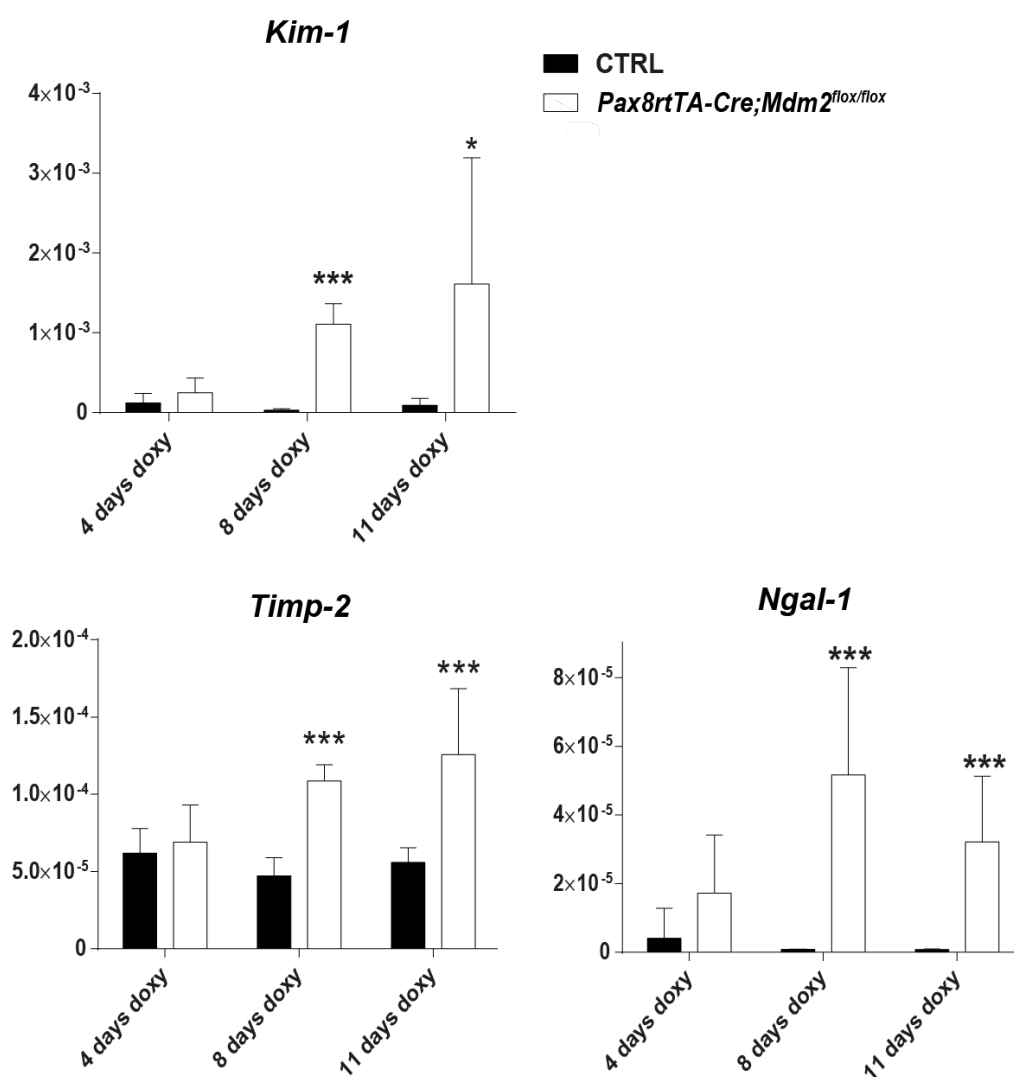 Kim-1
CTRL
Pax8rtTA-Cre;Mdm2flox/flox
4×10-3
3×10-3
2×10-3
1×10-3
0
*
***
4 days doxy
8 days doxy
11 days doxy
Timp-2
2.0×10-4
1.5×10-4
1.0×10-4
5.0×10-5
0
***
***
4 days doxy
8 days doxy
11 days doxy
Ngal-1
8×10-5
6×10-5
4×10-5
2×10-5
0
***
***
4 days doxy
8 days doxy
11 days doxy